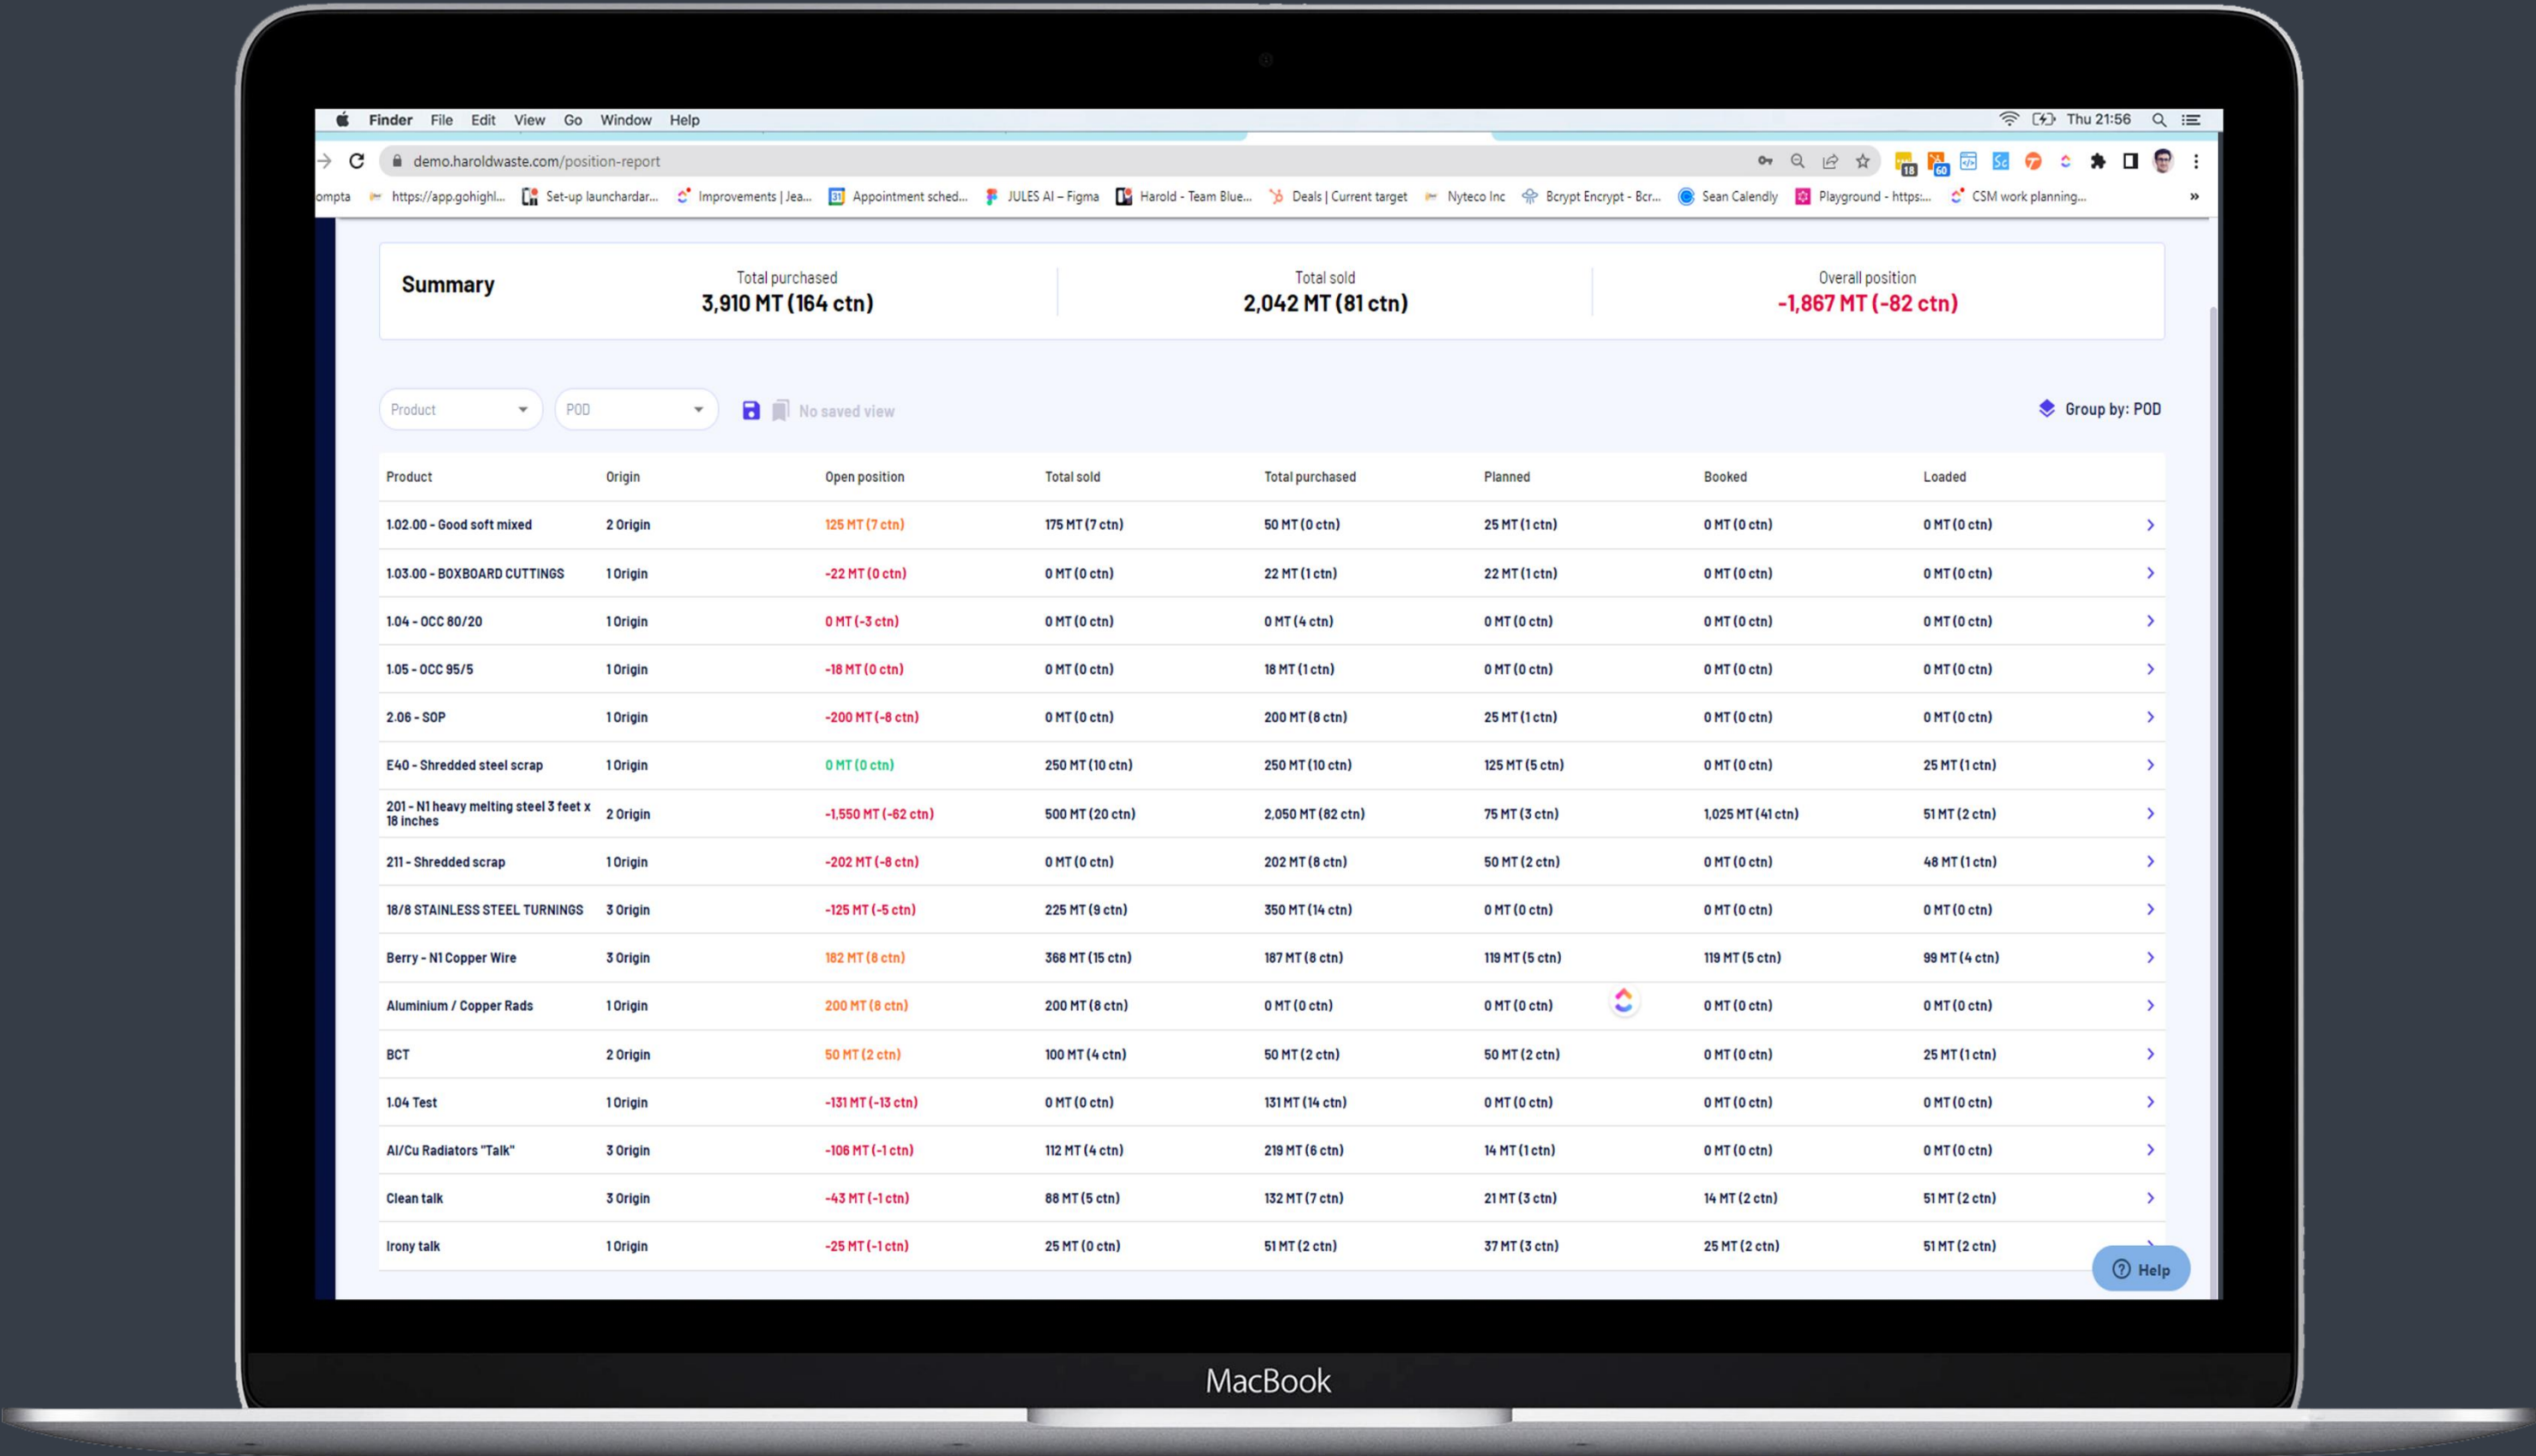 Finder File Edit View Go Window Help Thu 21:56
demo.haroldwaste.com/position-report 18 60 Sc
ompta https://app.gohighl... Set-up launchardar... Improvements | Jea... 31 Appointment sched... JULES AI – Figma Harold - Team Blue... Deals | Current target Nyteco Inc Bcrypt Encrypt - Bcr... Sean Calendly Playground - https:... CSM work planning... »
Summary
Total purchased
3,910 MT (164 ctn)
Total sold
2,042 MT (81 ctn)
Overall position
-1,867 MT (-82 ctn)
Product POD No saved view Group by: POD
Product Origin Open position Total sold Total purchased Planned Booked Loaded
1.02.00 - Good soft mixed 2 Origin 125 MT (7 ctn) 175 MT (7 ctn) 50 MT (0 ctn) 25 MT (1 ctn) 0 MT (0 ctn) 0 MT (0 ctn)
1.03.00 - BOXBOARD CUTTINGS 1 Origin -22 MT (0 ctn) 0 MT (0 ctn) 22 MT (1 ctn) 22 MT (1 ctn) 0 MT (0 ctn) 0 MT (0 ctn)
1.04 - OCC 80/20 1 Origin 0 MT (-3 ctn) 0 MT (0 ctn) 0 MT (4 ctn) 0 MT (0 ctn) 0 MT (0 ctn) 0 MT (0 ctn)
1.05 - OCC 95/5 1 Origin -18 MT (0 ctn) 0 MT (0 ctn) 18 MT (1 ctn) 0 MT (0 ctn) 0 MT (0 ctn) 0 MT (0 ctn)
2.06 - SOP 1 Origin -200 MT (-8 ctn) 0 MT (0 ctn) 200 MT (8 ctn) 25 MT (1 ctn) 0 MT (0 ctn) 0 MT (0 ctn)
E40 - Shredded steel scrap 1 Origin 0 MT (0 ctn) 250 MT (10 ctn) 250 MT (10 ctn) 125 MT (5 ctn) 0 MT (0 ctn) 25 MT (1 ctn)
201 - N1 heavy melting steel 3 feet x
18 inches 2 Origin -1,550 MT (-62 ctn) 500 MT (20 ctn) 2,050 MT (82 ctn) 75 MT (3 ctn) 1,025 MT (41 ctn) 51 MT (2 ctn)
211 - Shredded scrap 1 Origin -202 MT (-8 ctn) 0 MT (0 ctn) 202 MT (8 ctn) 50 MT (2 ctn) 0 MT (0 ctn) 48 MT (1 ctn)
18/8 STAINLESS STEEL TURNINGS 3 Origin -125 MT (-5 ctn) 225 MT (9 ctn) 350 MT (14 ctn) 0 MT (0 ctn) 0 MT (0 ctn) 0 MT (0 ctn)
Berry - N1 Copper Wire 3 Origin 182 MT (8 ctn) 368 MT (15 ctn) 187 MT (8 ctn) 119 MT (5 ctn) 119 MT (5 ctn) 99 MT (4 ctn)
Aluminium / Copper Rads 1 Origin 200 MT (8 ctn) 200 MT (8 ctn) 0 MT (0 ctn) 0 MT (0 ctn) 0 MT (0 ctn) 0 MT (0 ctn)
BCT 2 Origin 50 MT (2 ctn) 100 MT (4 ctn) 50 MT (2 ctn) 50 MT (2 ctn) 0 MT (0 ctn) 25 MT (1 ctn)
1.04 Test 1 Origin -131 MT (-13 ctn) 0 MT (0 ctn) 131 MT (14 ctn) 0 MT (0 ctn) 0 MT (0 ctn) 0 MT (0 ctn)
Al/Cu Radiators "Talk" 3 Origin -106 MT (-1 ctn) 112 MT (4 ctn) 219 MT (6 ctn) 14 MT (1 ctn) 0 MT (0 ctn) 0 MT (0 ctn)
Clean talk 3 Origin -43 MT (-1 ctn) 88 MT (5 ctn) 132 MT (7 ctn) 21 MT (3 ctn) 14 MT (2 ctn) 51 MT (2 ctn)
Irony talk 1 Origin -25 MT (-1 ctn) 25 MT (0 ctn) 51 MT (2 ctn) 37 MT (3 ctn) 25 MT (2 ctn) 51 MT (2 ctn)
Help
MacBook